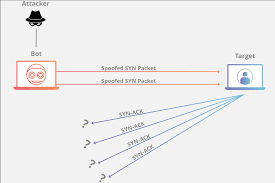 Attacker
Bot
Target
Spoofed SYN Packet
Spoofed SYN Packet
SYN-ACK
?
SYN-ACK
?
SYN-ACK
?
SYN-ACK
?